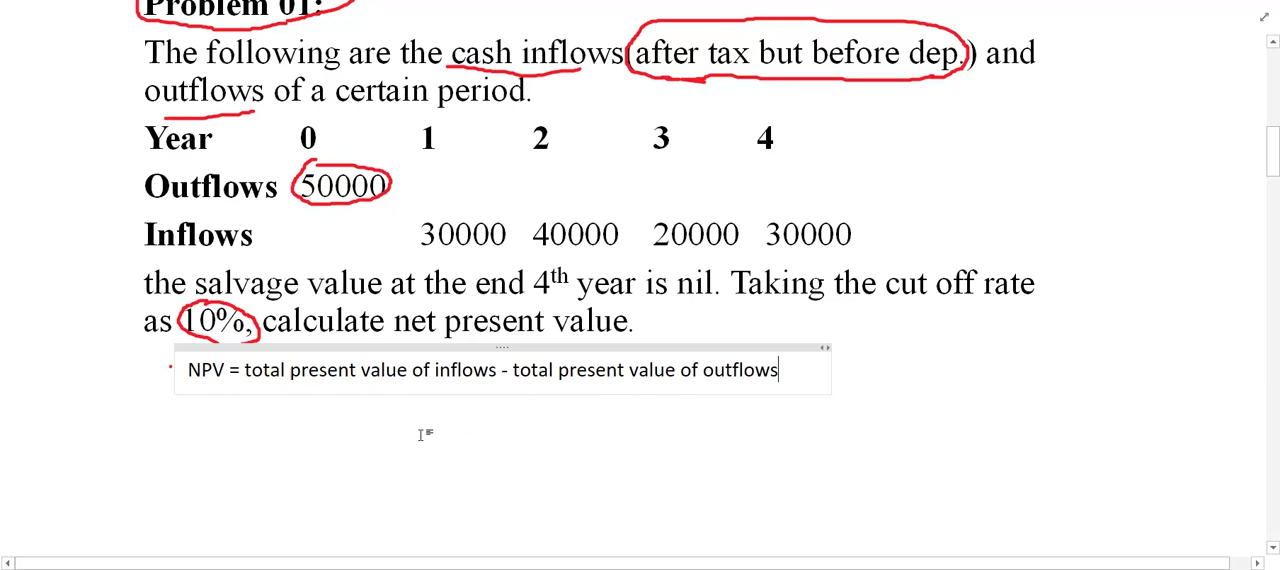 Problem 01:
The following are the cash inflows(after tax but before dep.) and
outflows of a certain period.
Year 0 1 2 3 4
Outflows 50000
Inflows 30000 40000 20000 30000
the salvage value at the end 4th year is nil. Taking the cut off rate
as 10%, calculate net present value.
NPV = total present value of inflows - total present value of outflows